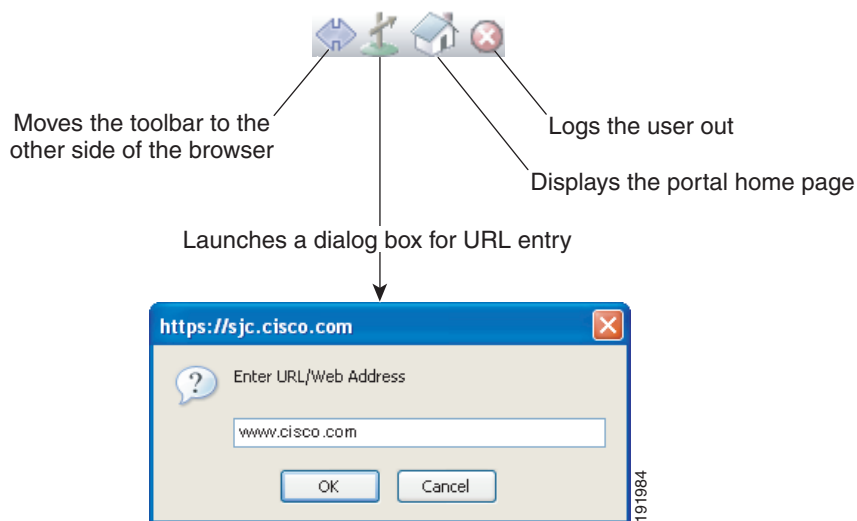 Moves the toolbar to the
other side of the browser
Logs the user out
Displays the portal home page
Launches a dialog box for URL entry
https://sjc.cisco.com
Enter URL/Web Address
www.cisco.com
OK
Cancel
191984